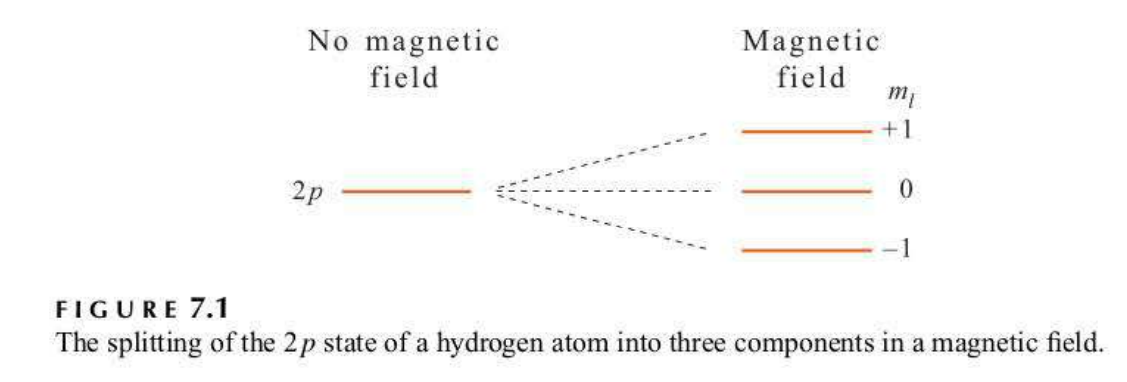 No magnetic
field
Magnetic
field
m_l
+1
2p
0
–1
FIGURE 7.1
The splitting of the 2p state of a hydrogen atom into three components in a magnetic field.